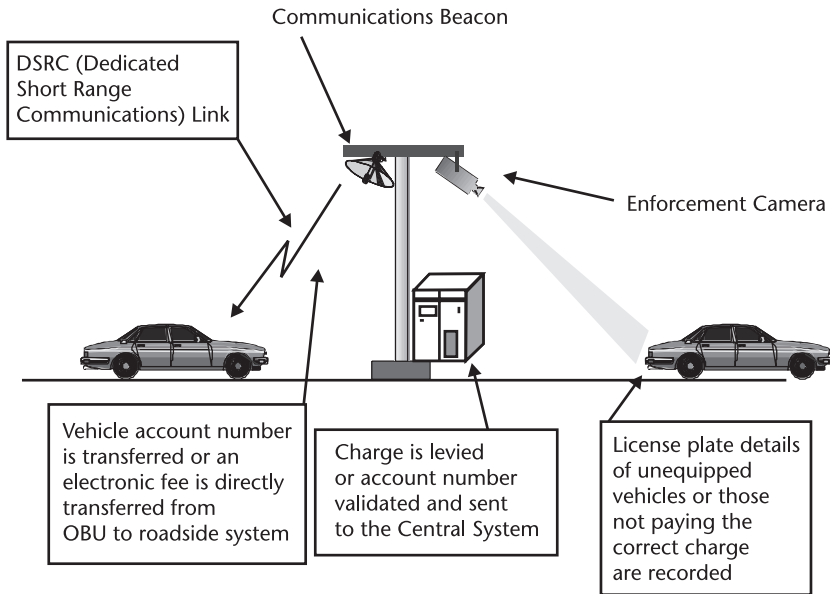 Communications Beacon
DSRC (Dedicated
Short Range
Communications) Link
Enforcement Camera
Vehicle account number
is transferred or an
electronic fee is directly
transferred from
OBU to roadside system
Charge is levied
or account number
validated and sent
to the Central System
License plate details
of unequipped
vehicles or those
not paying the
correct charge
are recorded